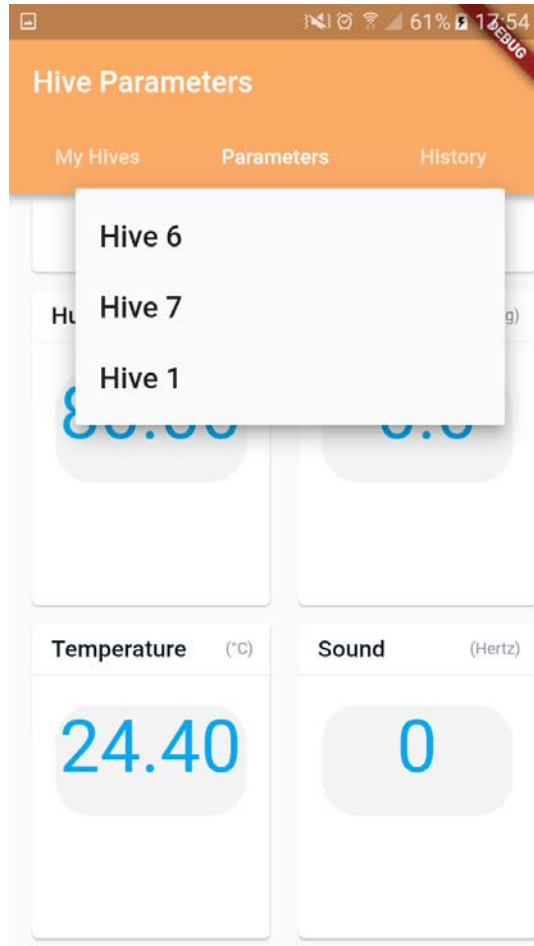 61% 17:54
DEBUG
Hive Parameters
My Hives Parameters History
Hive 6
Hive 7
Hive 1
Temperature (°C) Sound (Hertz)
24.40 0